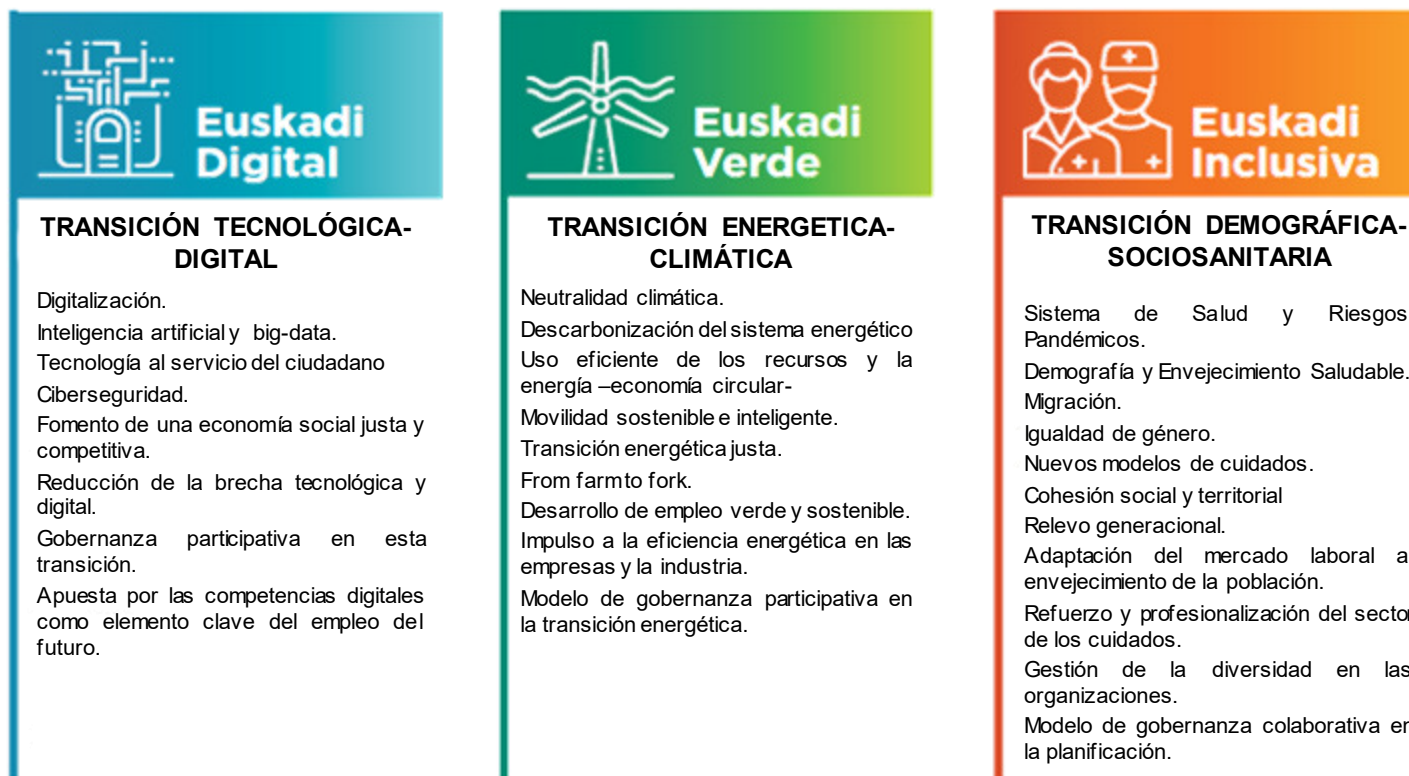 Euskadi
Digital
TRANSICIÓN TECNOLÓGICA-
DIGITAL
Digitalización.
Inteligencia artificial y big-data.
Tecnología al servicio del ciudadano
Ciberseguridad.
Fomento de una economía social justa y
competitiva.
Reducción de la brecha tecnológica y
digital.
Gobernanza participativa en esta
transición.
Apuesta por las competencias digitales
como elemento clave del empleo del
futuro.
Euskadi
Verde
TRANSICIÓN ENERGETICA-
CLIMÁTICA
Neutralidad climática.
Descarbonización del sistema energético
Uso eficiente de los recursos y la
energía –economía circular-
Movilidad sostenible e inteligente.
Transición energética justa.
From farm to fork.
Desarrollo de empleo verde y sostenible.
Impulso a la eficiencia energética en las
empresas y la industria.
Modelo de gobernanza participativa en
la transición energética.
Euskadi
Inclusiva
TRANSICIÓN DEMOGRÁFICA-
SOCIOSANITARIA
Sistema de Salud y Riesgos
Pandémicos.
Demografía y Envejecimiento Saludable.
Migración.
Igualdad de género.
Nuevos modelos de cuidados.
Cohesión social y territorial
Relevo generacional.
Adaptación del mercado laboral a
envejecimiento de la población.
Refuerzo y profesionalización del sector
de los cuidados.
Gestión de la diversidad en las
organizaciones.
Modelo de gobernanza colaborativa en
la planificación.